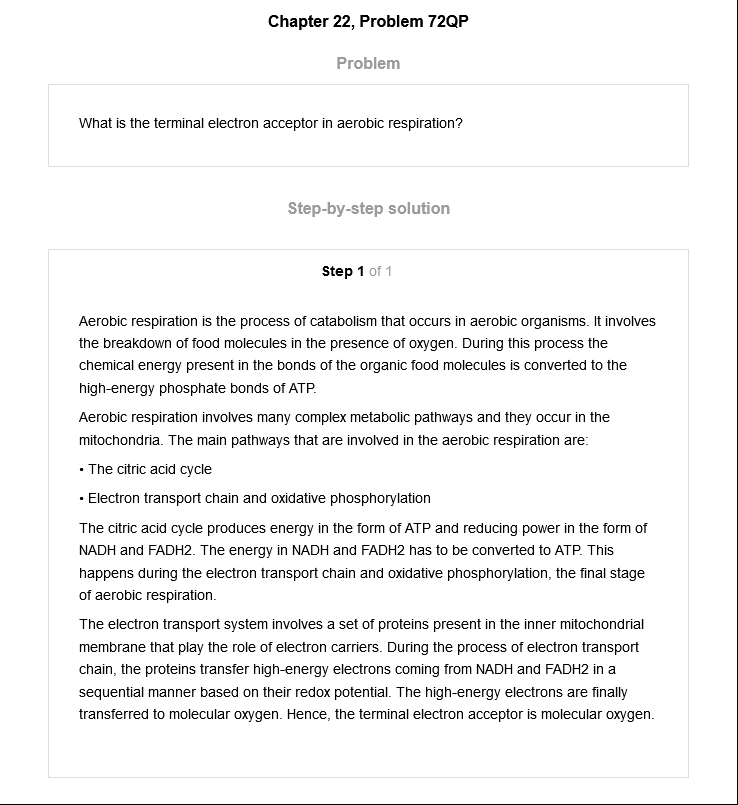 Chapter 22, Problem 72QP
Problem
What is the terminal electron acceptor in aerobic respiration?
Step-by-step solution
Step 1 of 1
Aerobic respiration is the process of catabolism that occurs in aerobic organisms. It involves
the breakdown of food molecules in the presence of oxygen. During this process the
chemical energy present in the bonds of the organic food molecules is converted to the
high-energy phosphate bonds of ATP.
Aerobic respiration involves many complex metabolic pathways and they occur in the
mitochondria. The main pathways that are involved in the aerobic respiration are:
• The citric acid cycle
• Electron transport chain and oxidative phosphorylation
The citric acid cycle produces energy in the form of ATP and reducing power in the form of
NADH and FADH2. The energy in NADH and FADH2 has to be converted to ATP. This
happens during the electron transport chain and oxidative phosphorylation, the final stage
of aerobic respiration.
The electron transport system involves a set of proteins present in the inner mitochondrial
membrane that play the role of electron carriers. During the process of electron transport
chain, the proteins transfer high-energy electrons coming from NADH and FADH2 in a
sequential manner based on their redox potential. The high-energy electrons are finally
transferred to molecular oxygen. Hence, the terminal electron acceptor is molecular oxygen.